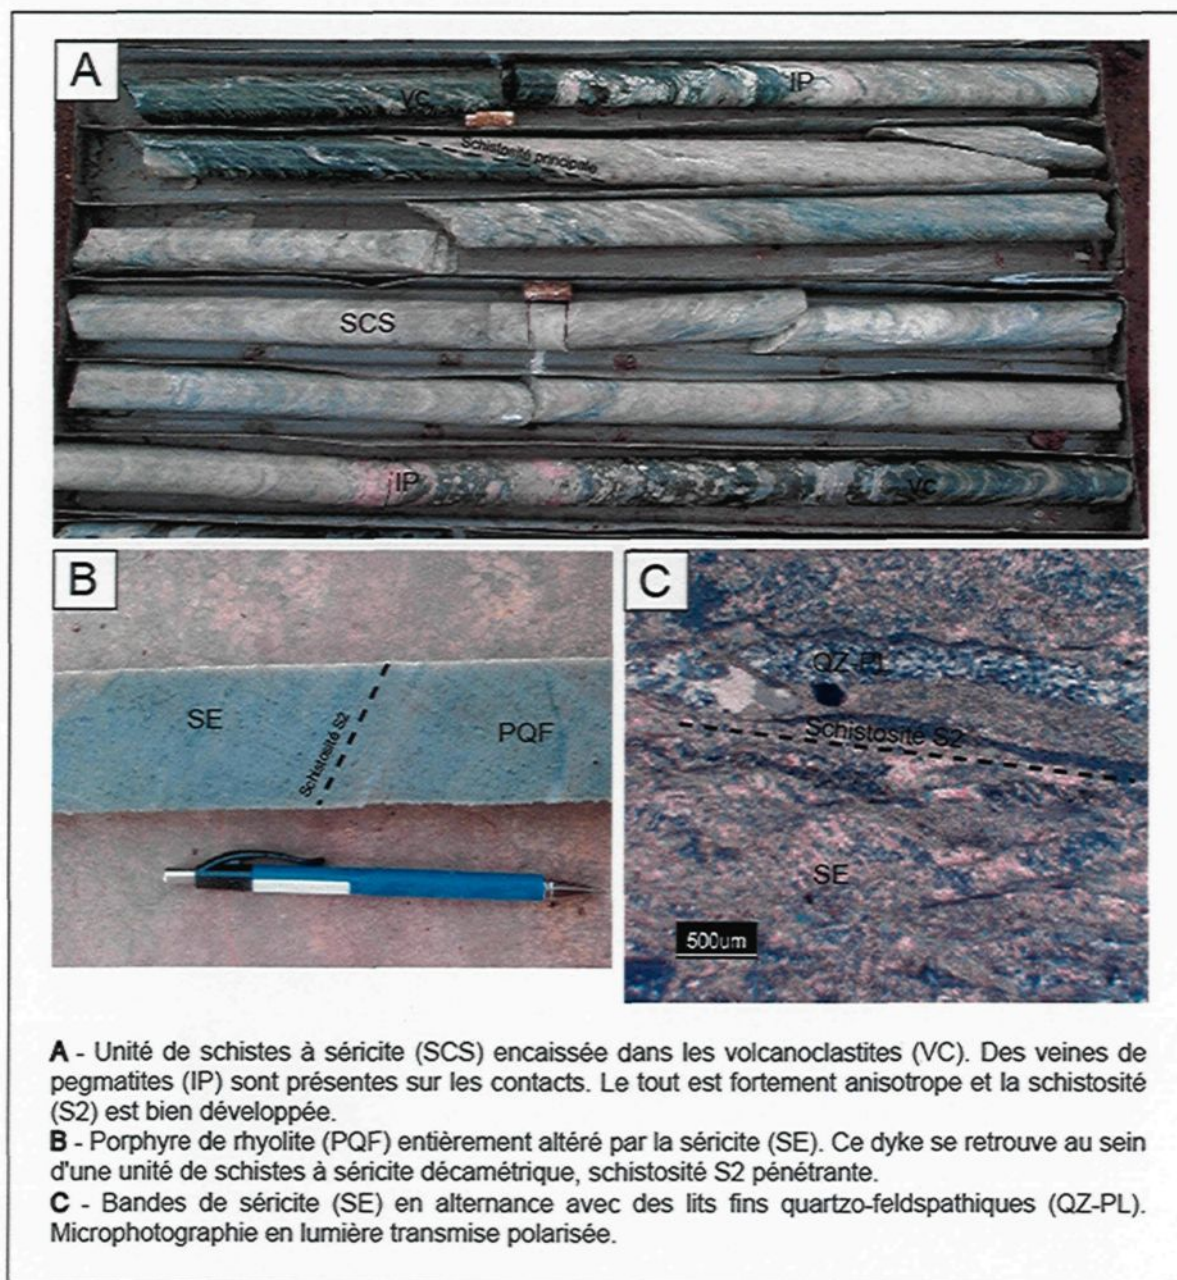 A
VC
IP
Schistosité principale
SCS
IP
VC
B
SE
Schistosité S2
PQF
C
QZ-PL
Schistosité S2
SE
500um
A - Unité de schistes à séricite (SCS) encaissée dans les volcanoclastites (VC). Des veines de
pegmatites (IP) sont présentes sur les contacts. Le tout est fortement anisotrope et la schistosité
(S2) est bien développée.
B - Porphyre de rhyolite (PQF) entièrement altéré par la séricite (SE). Ce dyke se retrouve au sein
d'une unité de schistes à séricite décamétrique, schistosité S2 pénétrante.
C - Bandes de séricite (SE) en alternance avec des lits fins quartzo-feldspathiques (QZ-PL).
Microphotographie en lumière transmise polarisée.